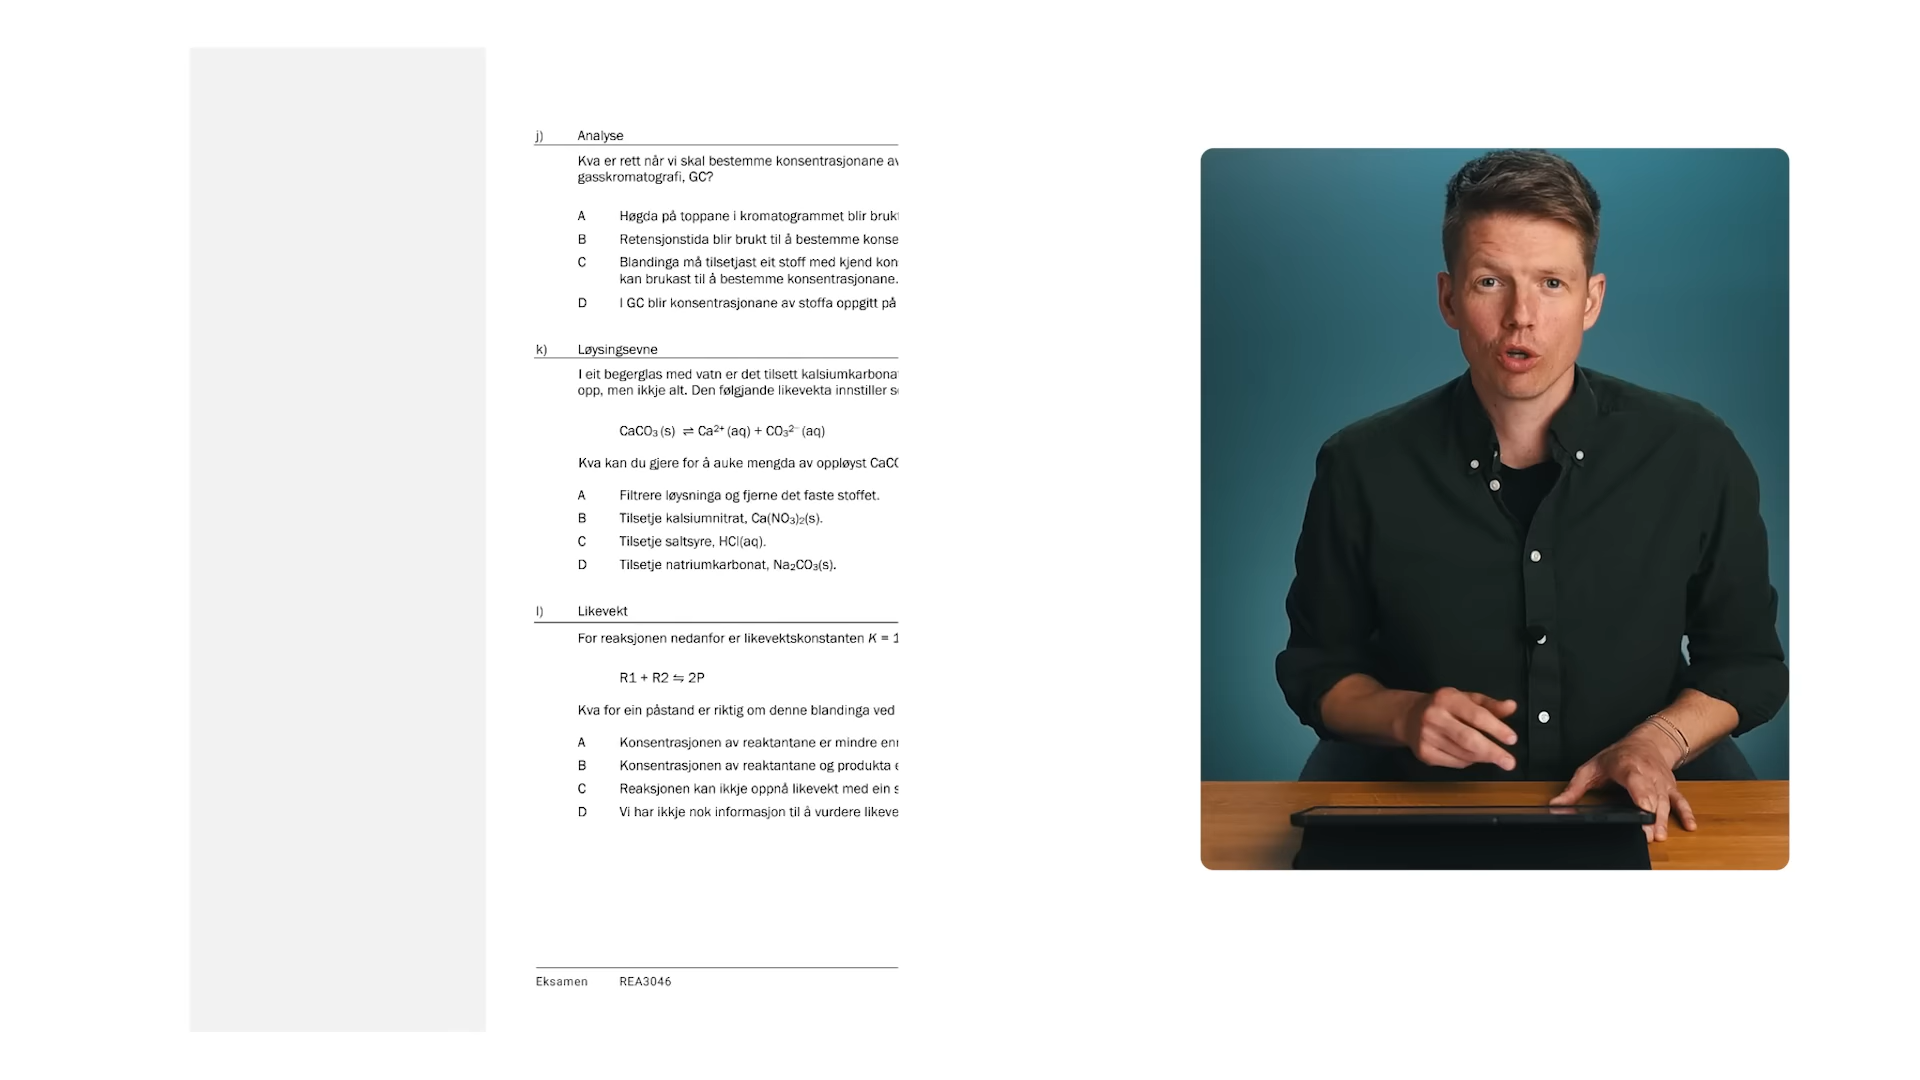 j) Analyse
Kva er rett når vi skal bestemme konsentrasjonane av
gasskromatografi, GC?
A Høgda på toppane i kromatogrammet blir brukt
B Retensjonstida blir brukt til å bestemme konse
C Blandinga må tilsetjast eit stoff med kjend kon
kan brukast til å bestemme konsentrasjonane.
D I GC blir konsentrasjonane av stoffa oppgitt på
k) Løysingsevne
I eit begerglas med vatn er det tilsett kalsiumkarbona
opp, men ikkje alt. Den følgjande likevekta innstiller s
CaCO₃ (s) ⇌ Ca²⁺ (aq) + CO₃²⁻ (aq)
Kva kan du gjere for å auke mengda av oppløyst CaC
A Filtrere løysninga og fjerne det faste stoffet.
B Tilsetje kalsiumnitrat, Ca(NO₃)₂(s).
C Tilsetje saltsyre, HCl(aq).
D Tilsetje natriumkarbonat, Na₂CO₃(s).
l) Likevekt
For reaksjonen nedanfor er likevektskonstanten K = 1
R1 + R2 ⇋ 2P
Kva for ein påstand er riktig om denne blandinga ved
A Konsentrasjonen av reaktantane er mindre enn
B Konsentrasjonen av reaktantane og produkta e
C Reaksjonen kan ikkje oppnå likevekt med ein s
D Vi har ikkje nok informasjon til å vurdere likeve
Eksamen REA3046